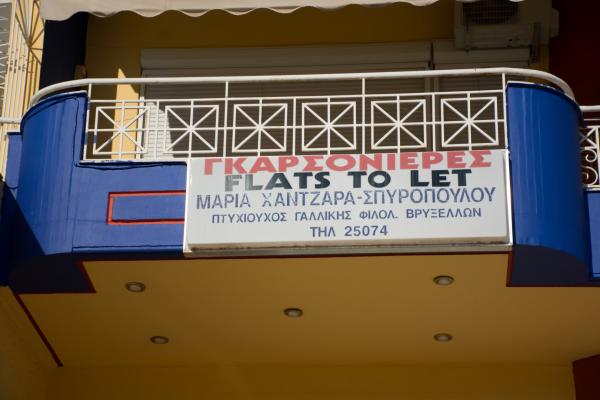 ΓΚΑΡΣΟΝΙΕΡΕΣ
FLATS TO LET
ΜΑΡΙΑ ΧΑΝΤΖΑΡΑ-ΣΠΥΡΟΠΟΥΛΟΥ
ΠΤΥΧΙΟΥΧΟΣ ΓΑΛΛΙΚΗΣ ΦΙΛΟΛ. ΒΡΥΞΕΛΛΩΝ
ΤΗΛ 25074